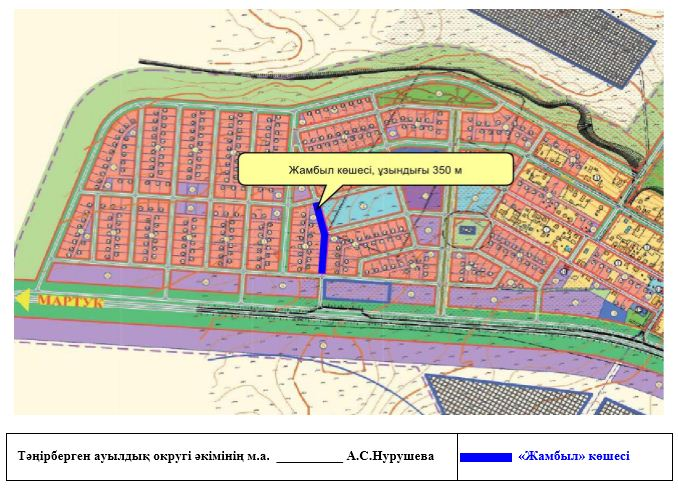 Жамбыл көшесі, ұзындығы 350 м
МАРТУК
Тәңірберген ауылдық округі әкімінің м.а. __________ А.С.Нурушева
«Жамбыл» көшесі